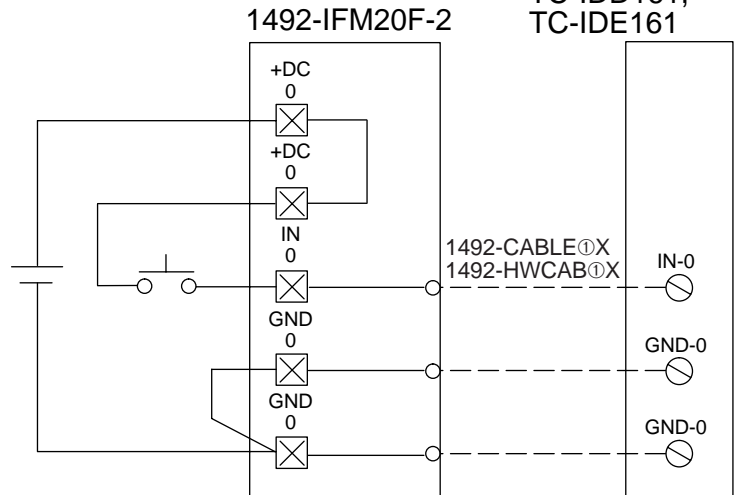 1492-IFM20F-2
TC-IDE161
+DC
0
+DC
0
IN
0
GND
0
GND
0
1492-CABLE①X
1492-HWCAB①X
IN-0
GND-0
GND-0